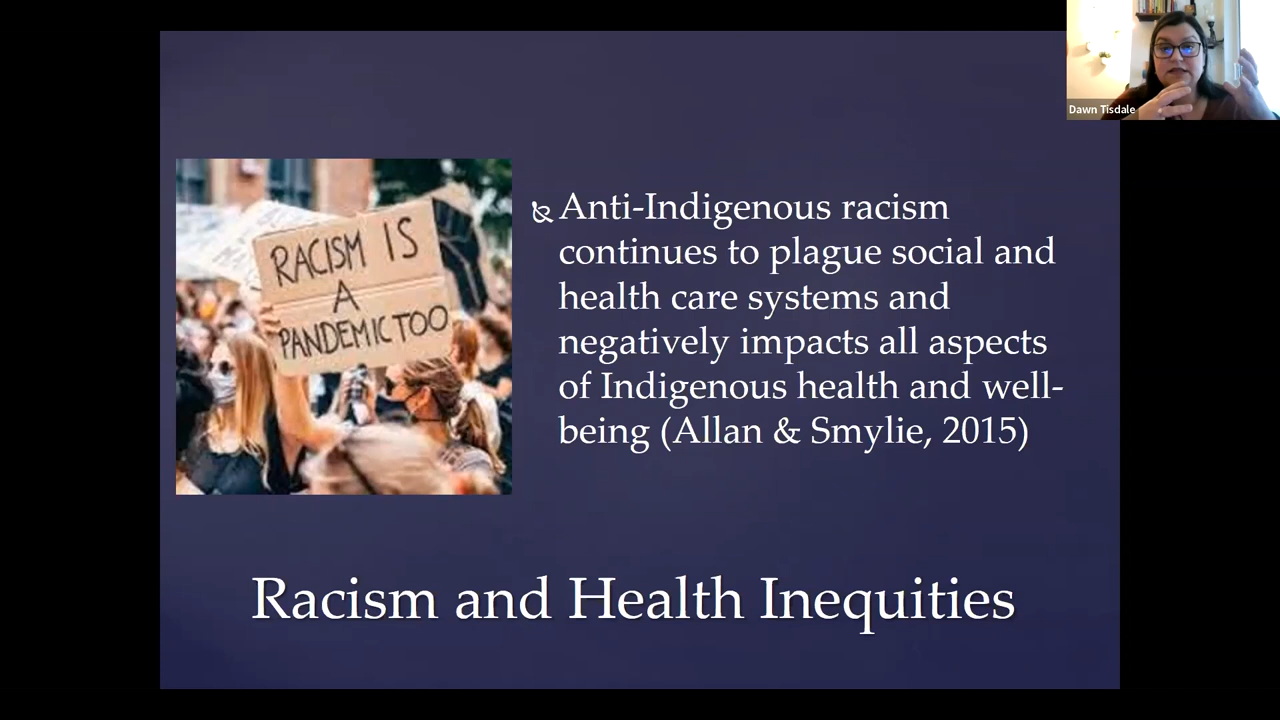 Dawn Tisdale
RACISM IS
A
PANDEMIC TOO
Anti-Indigenous racism
continues to plague social and
health care systems and
negatively impacts all aspects
of Indigenous health and well-
being (Allan & Smylie, 2015)
Racism and Health Inequities